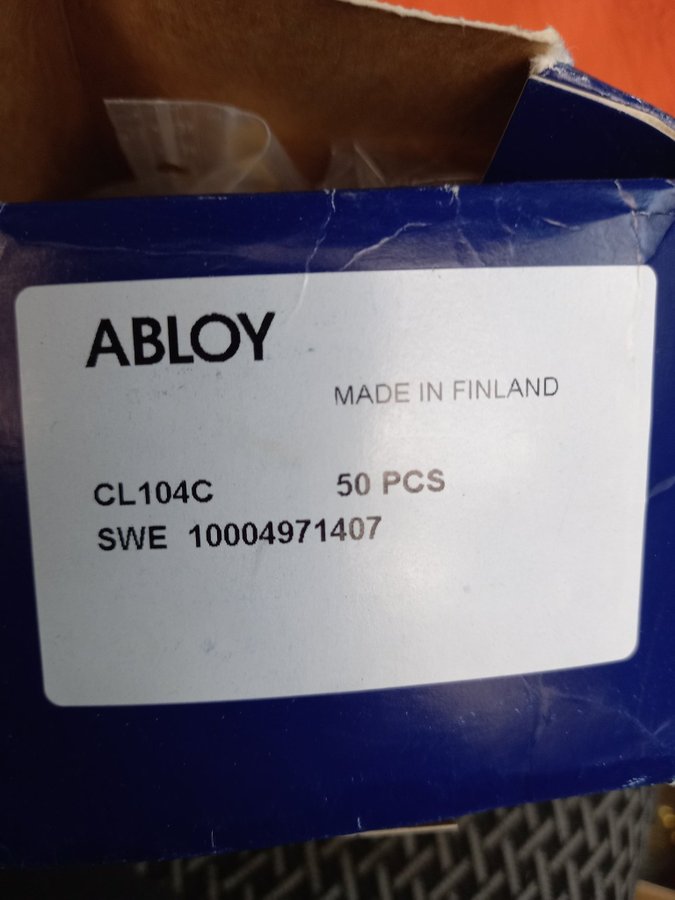 ABLOY
MADE IN FINLAND
CL104C 50 PCS
SWE 10004971407